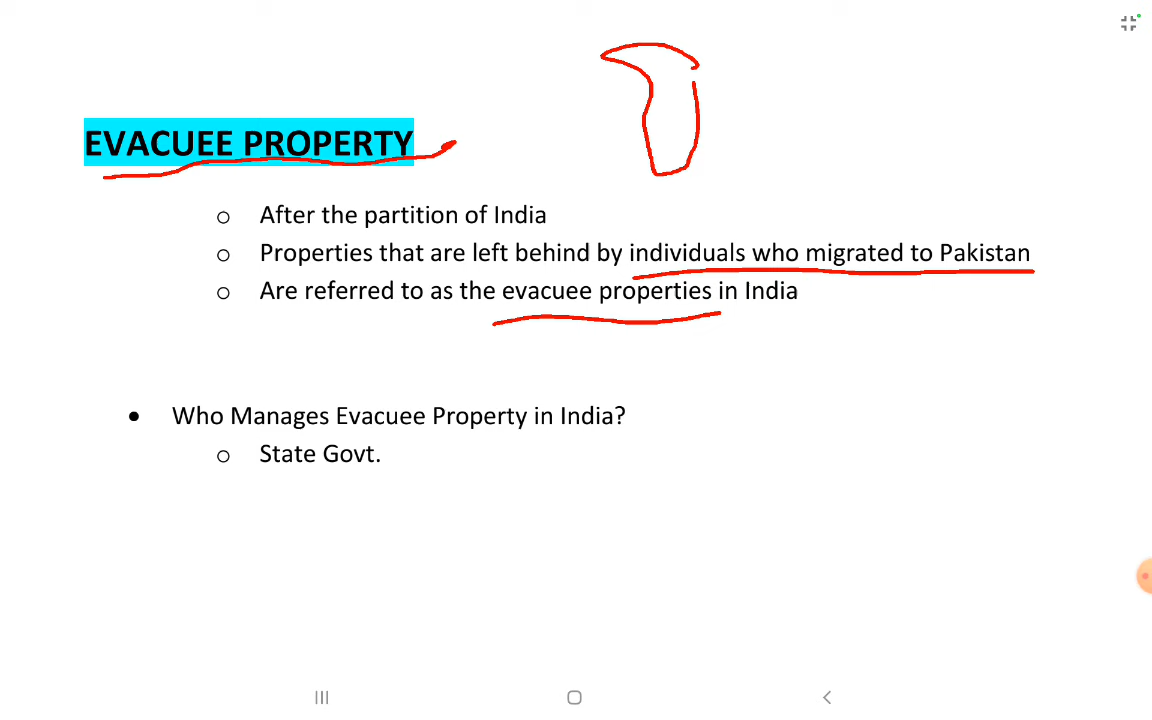 EVACUEE PROPERTY
o After the partition of India
o Properties that are left behind by individuals who migrated to Pakistan
o Are referred to as the evacuee properties in India
• Who Manages Evacuee Property in India?
o State Govt.